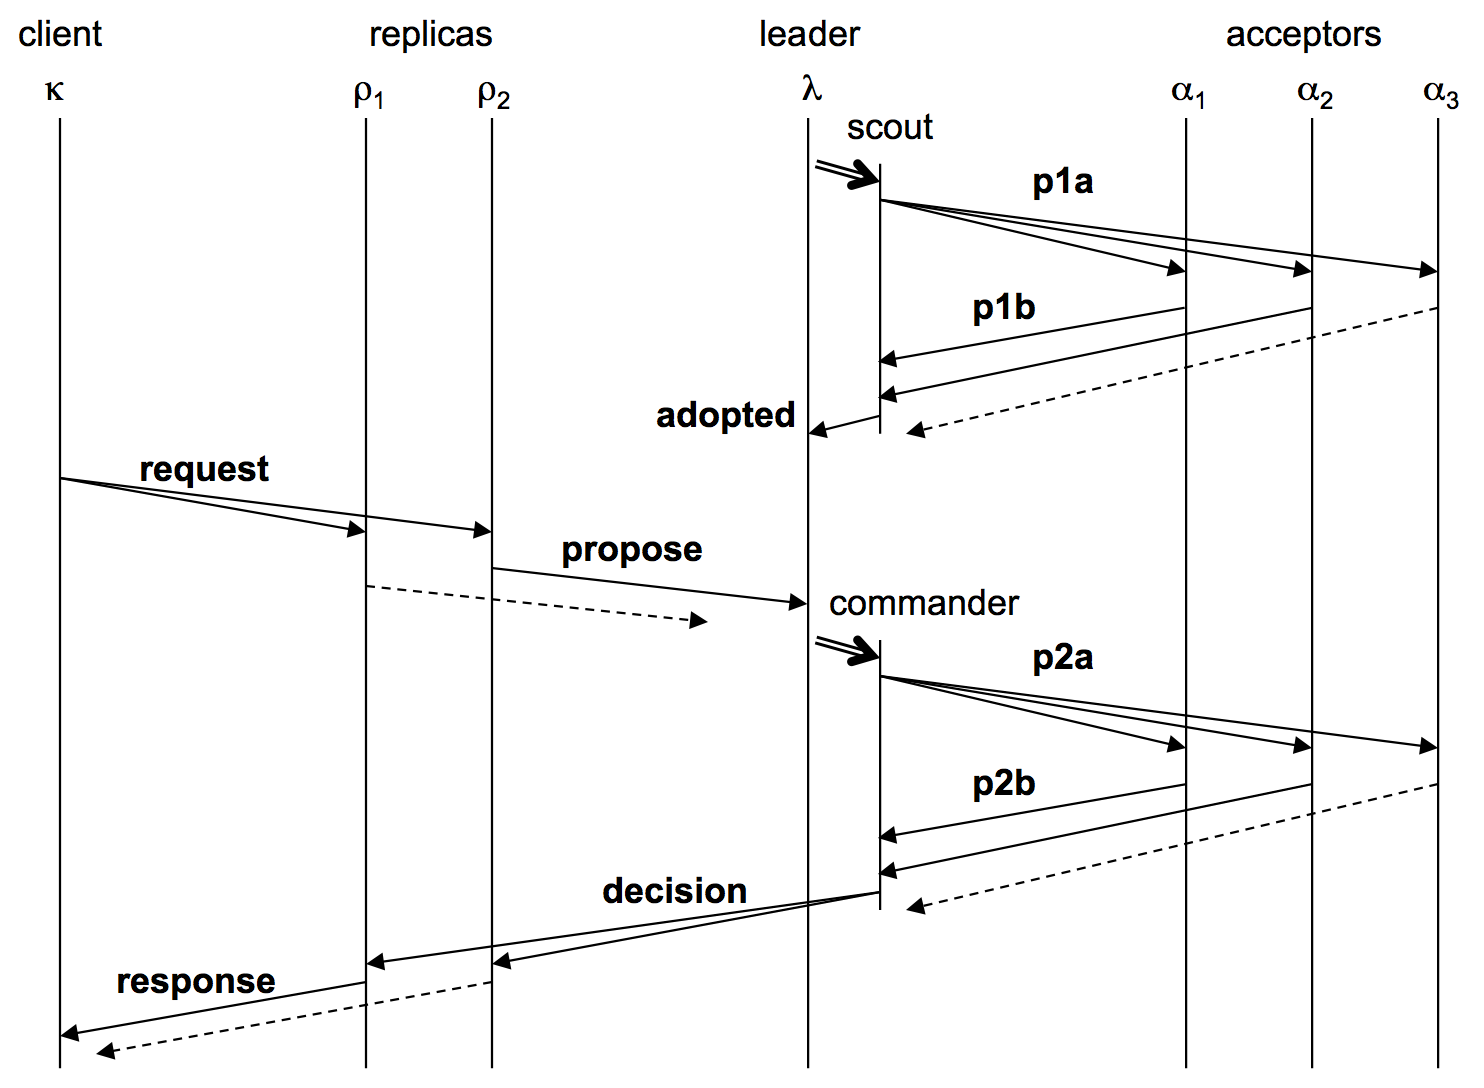 client replicas leader acceptors
κ ρ1 ρ2 λ α1 α2 α3
scout
p1a
p1b
adopted
request
propose
commander
p2a
p2b
decision
response